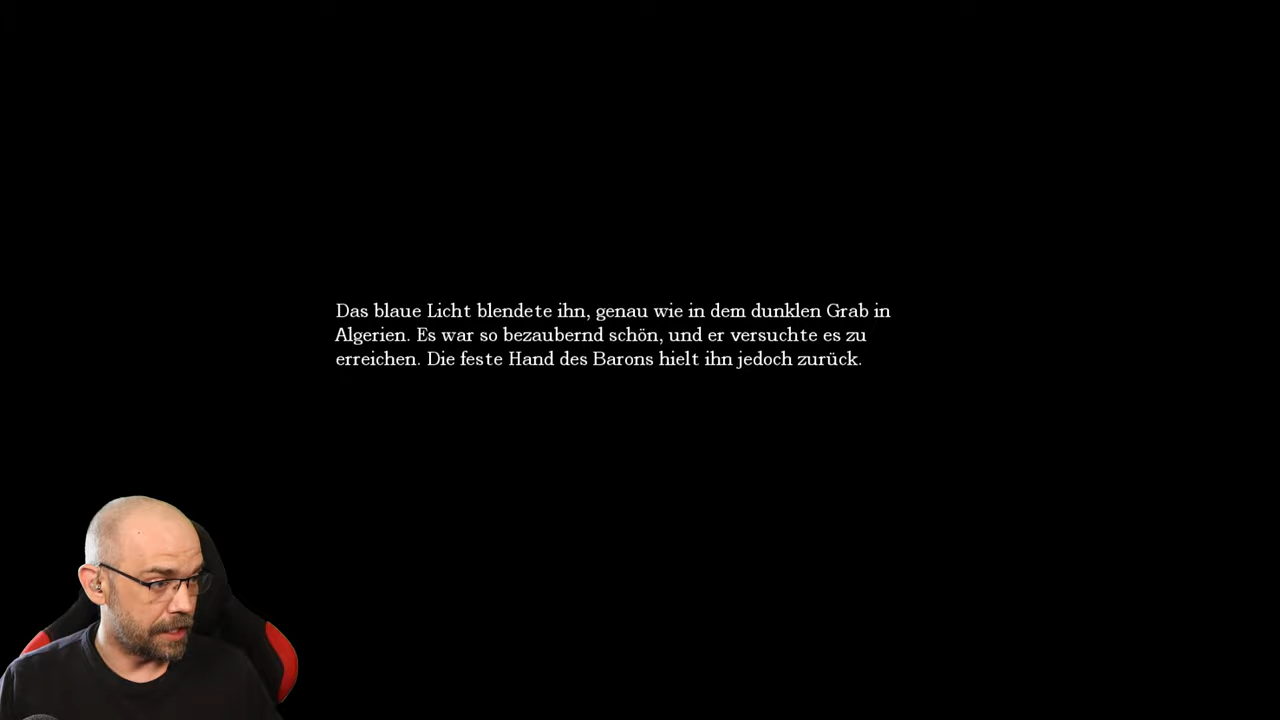 Das blaue Licht blendete ihn, genau wie in dem dunklen Grab in
Algerien. Es war so bezaubernd schön, und er versuchte es zu
erreichen. Die feste Hand des Barons hielt ihn jedoch zurück.